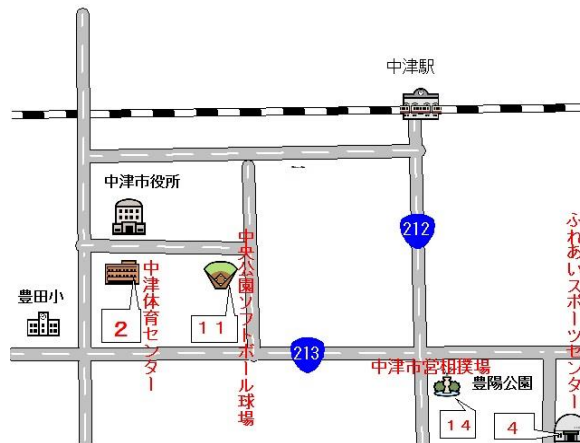 中津駅
中津市役所
212
中央公園ソフトボール球場
ふれあいスポーツセンター
中津体育センター
豊田小
2
11
213
中津市営相撲場
豊陽公園
14
4